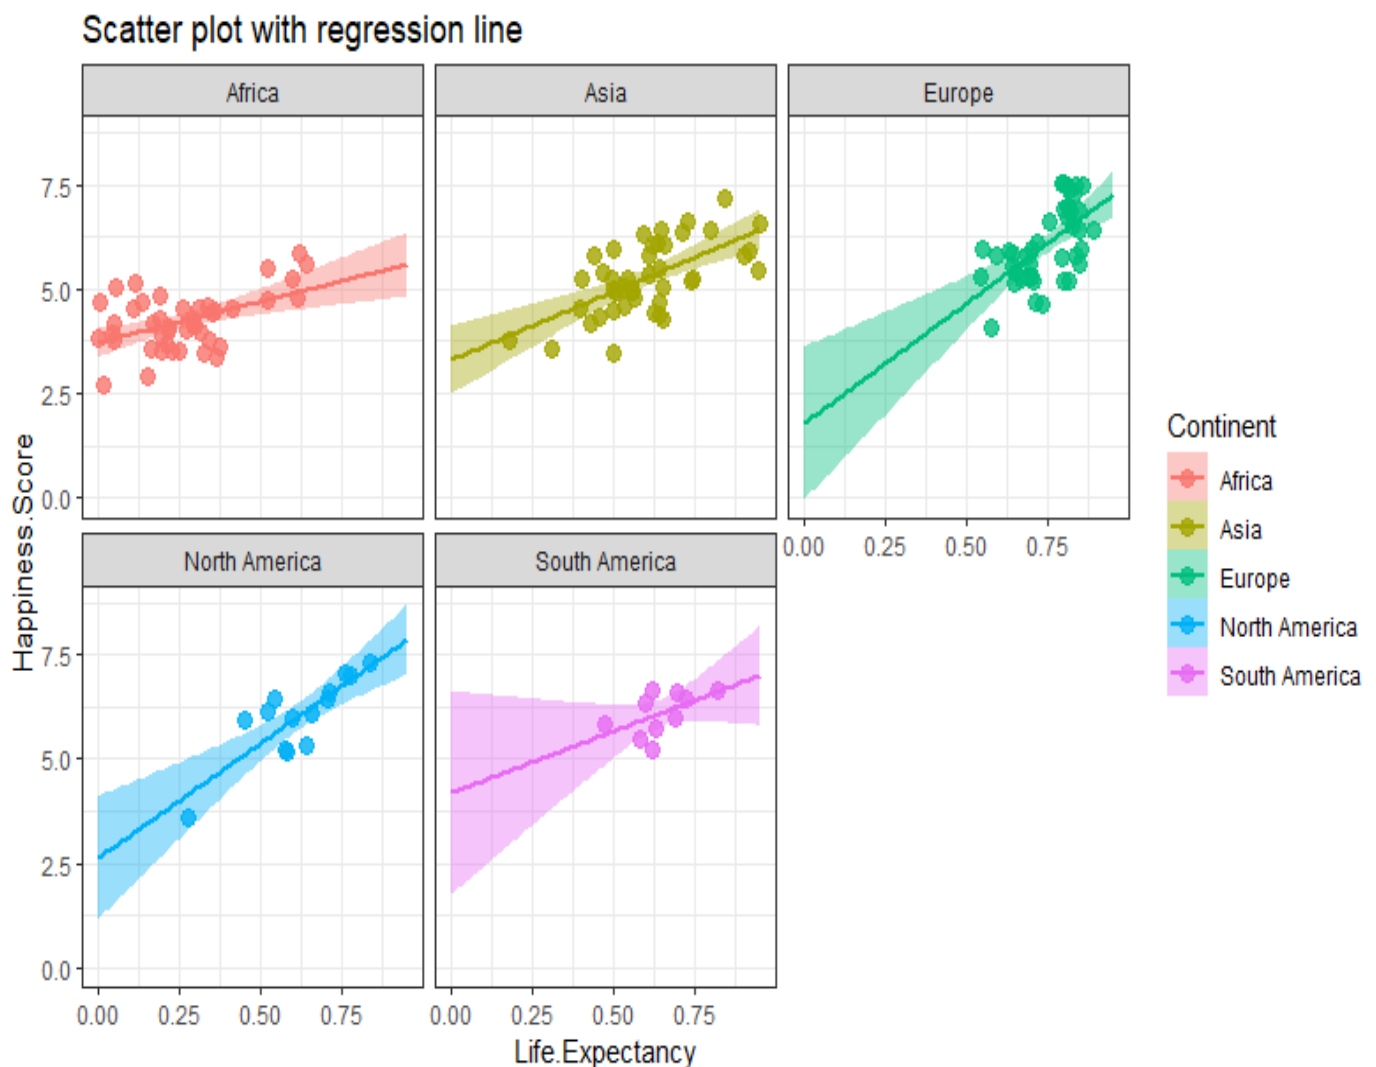 Scatter plot with regression line
Africa Asia Europe
7.5
5.0
2.5
0.0
0.00 0.25 0.50 0.75
North America South America
7.5
5.0
2.5
0.0
0.00 0.25 0.50 0.75 0.00 0.25 0.50 0.75
Life.Expectancy
Happiness.Score
Continent
Africa
Asia
Europe
North America
South America